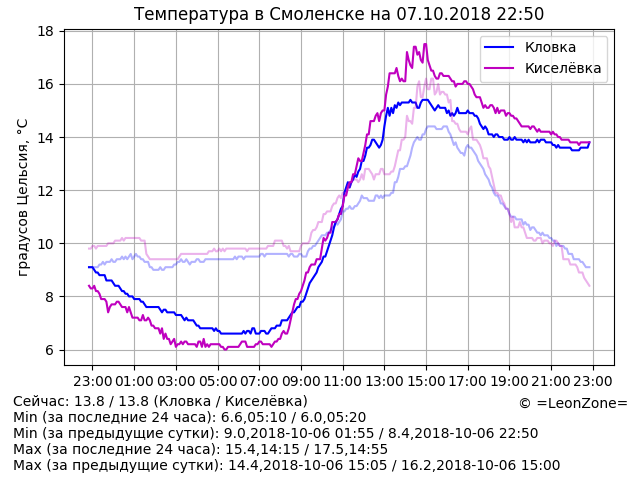 Температура в Смоленске на 07.10.2018 22:50
18
16
14
12
10
8
6
градусов Цельсия, °C
Кловка
Киселёвка
23:00 01:00 03:00 05:00 07:00 09:00 11:00 13:00 15:00 17:00 19:00 21:00 23:00
Сейчас: 13.8 / 13.8 (Кловка / Киселёвка)
© =LeonZone=
Min (за последние 24 часа): 6.6,05:10 / 6.0,05:20
Min (за предыдущие сутки): 9.0,2018-10-06 01:55 / 8.4,2018-10-06 22:50
Max (за последние 24 часа): 15.4,14:15 / 17.5,14:55
Max (за предыдущие сутки): 14.4,2018-10-06 15:05 / 16.2,2018-10-06 15:00